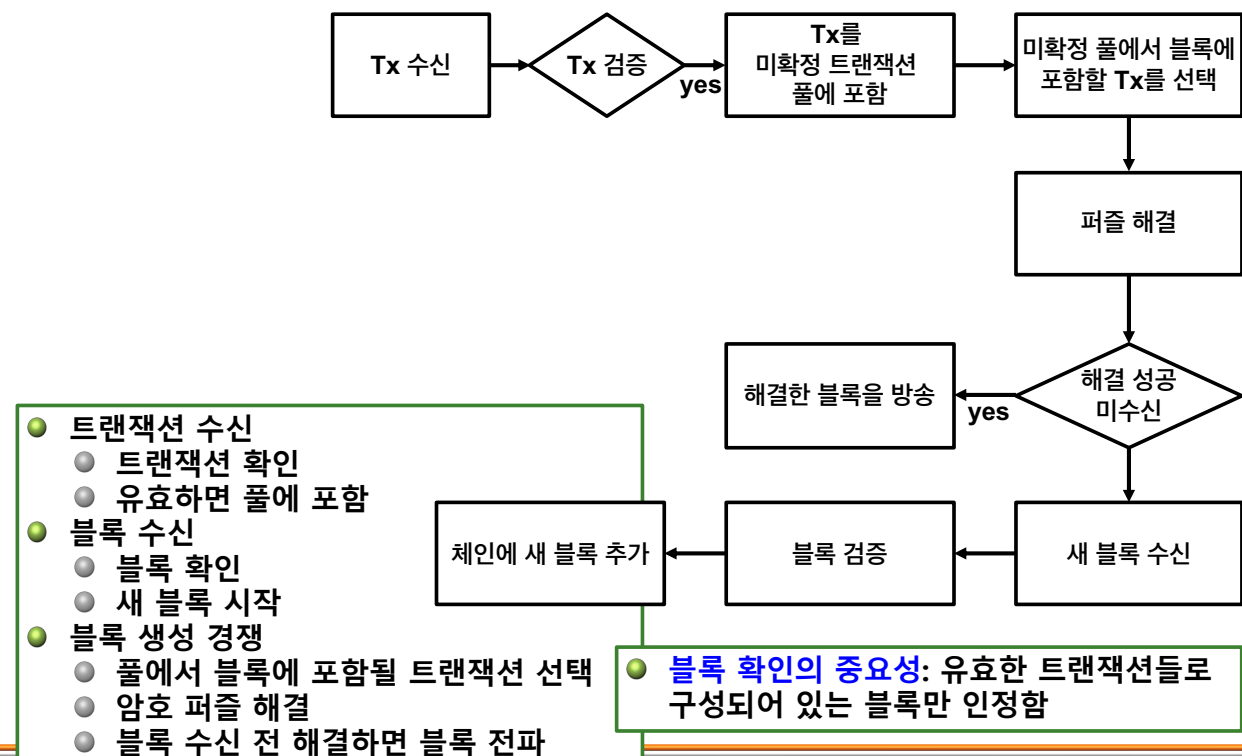 Tx 수신
Tx 검증
yes
Tx를
미확정 트랜잭션
풀에 포함
미확정 풀에서 블록에
포함할 Tx를 선택
퍼즐 해결
해결 성공
미수신
yes
해결한 블록을 방송
새 블록 수신
블록 검증
체인에 새 블록 추가
트랜잭션 수신
트랜잭션 확인
유효하면 풀에 포함
블록 수신
블록 확인
새 블록 시작
블록 생성 경쟁
풀에서 블록에 포함될 트랜잭션 선택
암호 퍼즐 해결
블록 수신 전 해결하면 블록 전파
블록 확인의 중요성: 유효한 트랜잭션들로
구성되어 있는 블록만 인정함